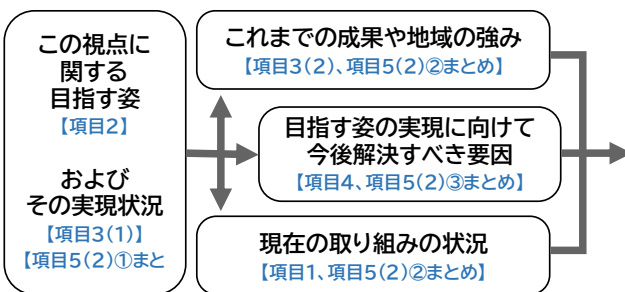 この視点に
関する
目指す姿
【項目2】
および
その実現状況
【項目3(1)】
【項目5(2)①まと
これまでの成果や地域の強み
【項目3(2)、項目5(2)②まとめ】
目指す姿の実現に向けて
今後解決すべき要因
【項目4、項目5(2)③まとめ】
現在の取り組みの状況
【項目1、項目5(2)②まとめ】